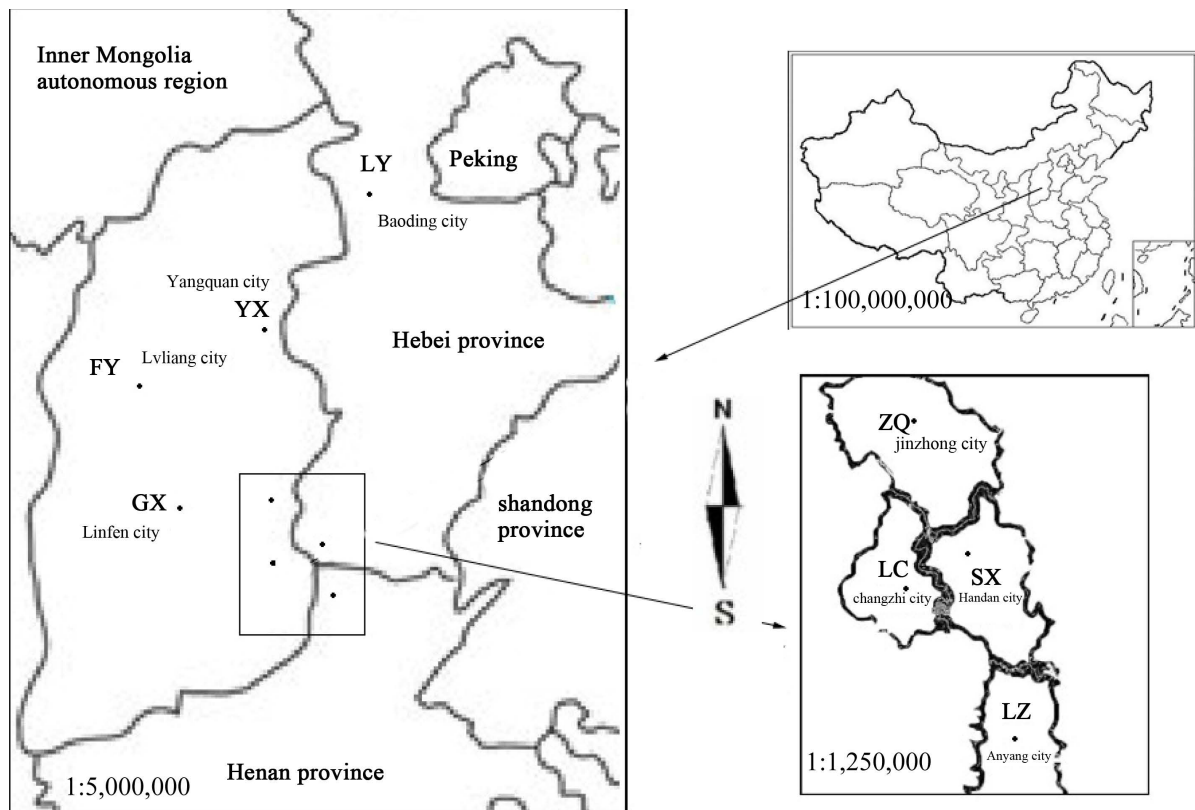 Inner Mongolia
autonomous region
LY
Peking
Baoding city
Yangquan city
YX
Hebei province
FY
Lvliang city
GX
Linfen city
shandong
province
Henan province
1:5,000,000
1:100,000,000
N
S
ZQ
jinzhong city
LC
changzhi city
SX
Handan city
LZ
Anyang city
1:1,250,000